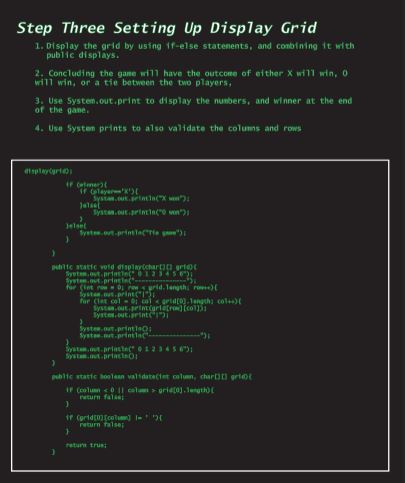 Step Three Setting Up Display Grid
1. Display the grid by using if-else statements, and combining it with
public displays.
2. Concluding the game will have the outcome of either X will win, O
will win, or a tie between the two players,
3. Use System.out.print to display the numbers, and winner at the end
of the game.
4. Use System prints to also validate the columns and rows
display(grid);
if (winner){
if (player=='X'){
System.out.println("X won");
}else{
System.out.println("O won");
}
}else{
System.out.println("Tie game");
}
}
public static void display(char[][] grid){
System.out.println(" 0 1 2 3 4 5 6");
System.out.println("---------------");
for (int row = 0; row < grid.length; row++){
System.out.print("|");
for (int col = 0; col < grid[0].length; col++){
System.out.print(grid[row][col]);
System.out.print("|");
}
System.out.println();
System.out.println("---------------");
}
System.out.println(" 0 1 2 3 4 5 6");
System.out.println();
}
public static boolean validate(int column, char[][] grid){
if (column < 0 || column > grid[0].length){
return false;
}
if (grid[0][column] != ' '){
return false;
}
return true;
}